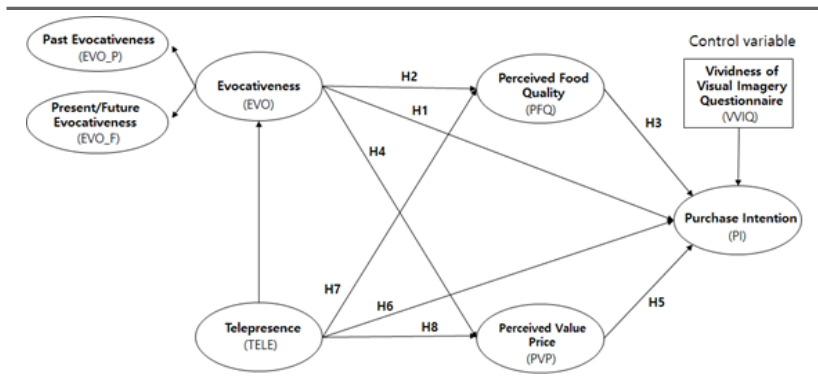 Past Evocativeness
(EVO_P)
Present/Future
Evocativeness
(EVO_F)
Evocativeness
(EVO)
H2
H1
H4
Perceived Food
Quality
(PFQ)
H3
Control variable
Vividness of
Visual Imagery
Questionnaire
(VVIQ)
Purchase Intention
(PI)
Telepresence
(TELE)
H7
H6
H8
Perceived Value
Price
(PVP)
H5